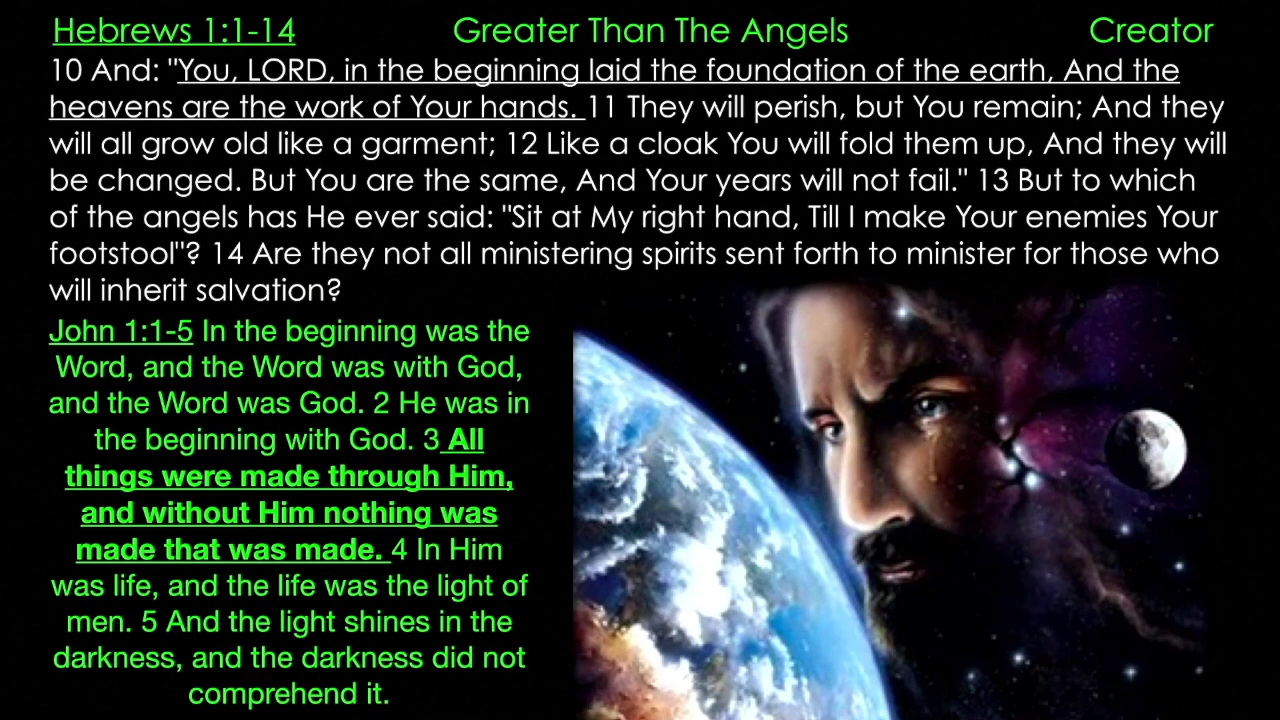 Hebrews 1:1-14 Greater Than The Angels Creator
10 And: "You, LORD, in the beginning laid the foundation of the earth, And the
heavens are the work of Your hands. 11 They will perish, but You remain; And they
will all grow old like a garment; 12 Like a cloak You will fold them up, And they will
be changed. But You are the same, And Your years will not fail." 13 But to which
of the angels has He ever said: "Sit at My right hand, Till I make Your enemies Your
footstool"? 14 Are they not all ministering spirits sent forth to minister for those who
will inherit salvation?
John 1:1-5 In the beginning was the
Word, and the Word was with God,
and the Word was God. 2 He was in
the beginning with God. 3 All
things were made through Him,
and without Him nothing was
made that was made. 4 In Him
was life, and the life was the light of
men. 5 And the light shines in the
darkness, and the darkness did not
comprehend it.